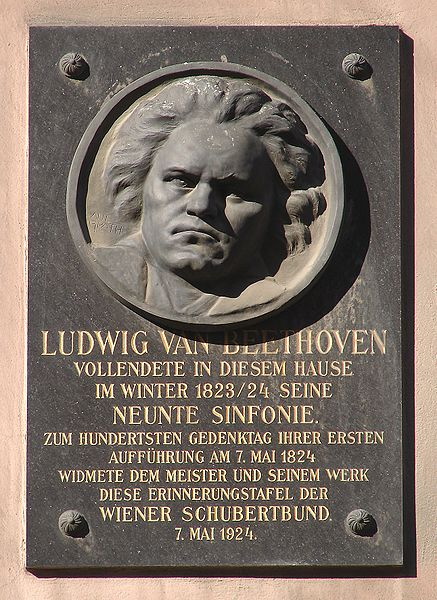 LUDWIG VAN BEETHOVEN
VOLLENDETE IN DIESEM HAUSE
IM WINTER 1823/24 SEINE
NEUNTE SINFONIE.
ZUM HUNDERTSTEN GEDENKTAG IHRER ERSTEN
AUFFÜHRUNG AM 7. MAI 1824
WIDMETE DEM MEISTER UND SEINEM WERK
DIESE ERINNERUNGSTAFEL DER
WIENER SCHUBERTBUND.
7. MAI 1924.